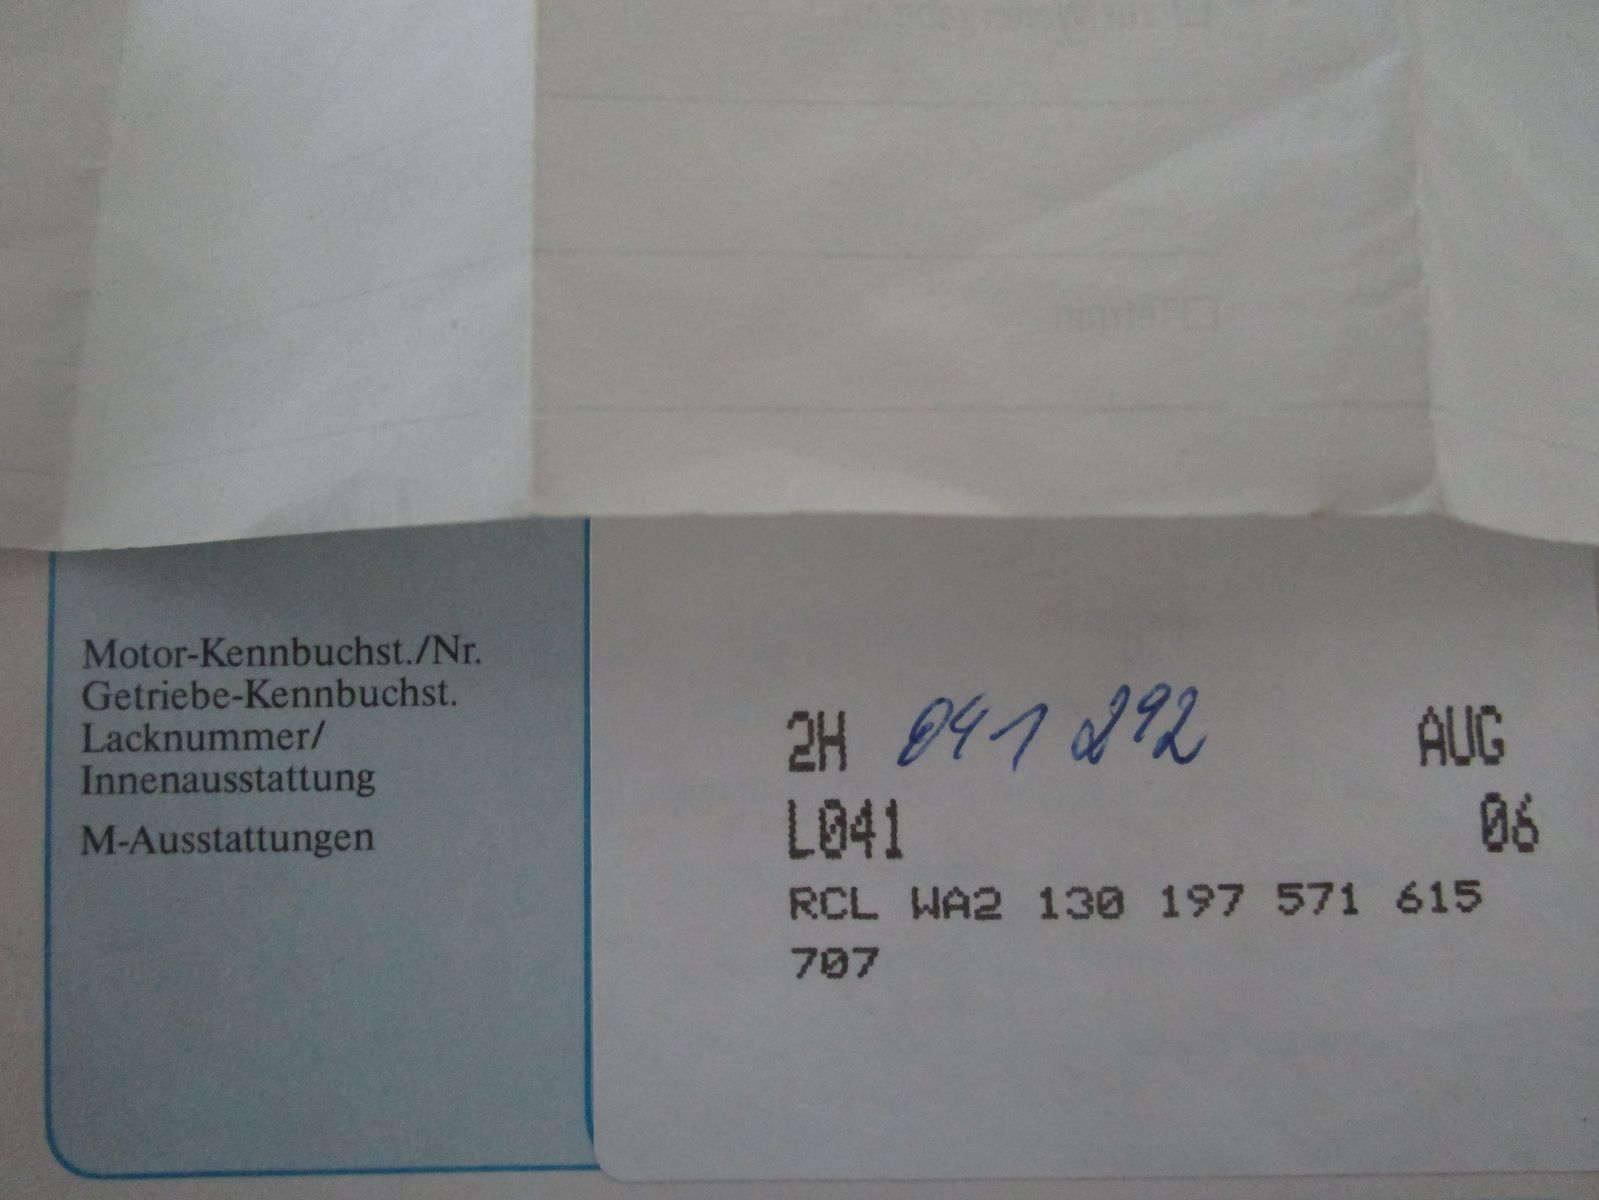 Motor-Kennbuchst./Nr.
Getriebe-Kennbuchst.
Lacknummer/
Innenausstattung
M-Ausstattungen
2H 041 292 AUG
L041 06
RCL WA2 130 197 571 615
707